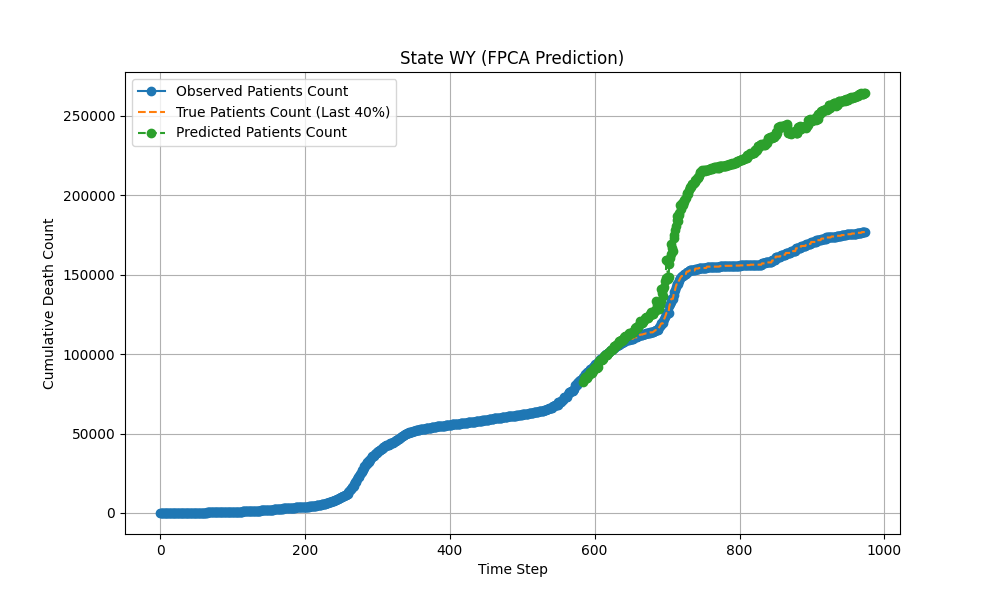 State WY (FPCA Prediction)
Observed Patients Count
True Patients Count (Last 40%)
Predicted Patients Count
Cumulative Death Count
250000
200000
150000
100000
50000
0
0 200 400 600 800 1000
Time Step